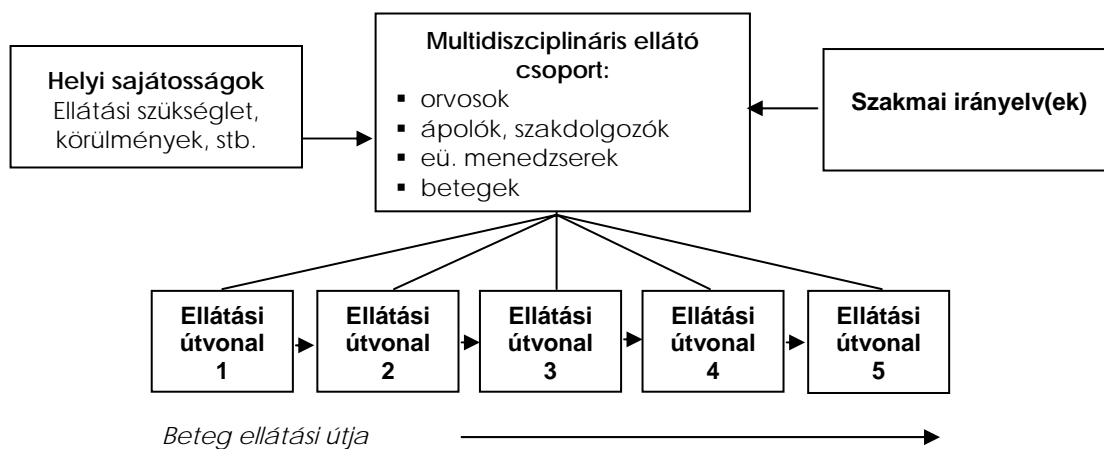 Helyi sajátosságok
Ellátási szükséglet,
körülmények, stb.
Multidiszciplináris ellátó
csoport:
▪ orvosok
▪ ápolók, szakdolgozók
▪ eü. menedzserek
▪ betegek
Szakmai irányelv(ek)
Ellátási
útvonal
1
Ellátási
útvonal
2
Ellátási
útvonal
3
Ellátási
útvonal
4
Ellátási
útvonal
5
Beteg ellátási útja